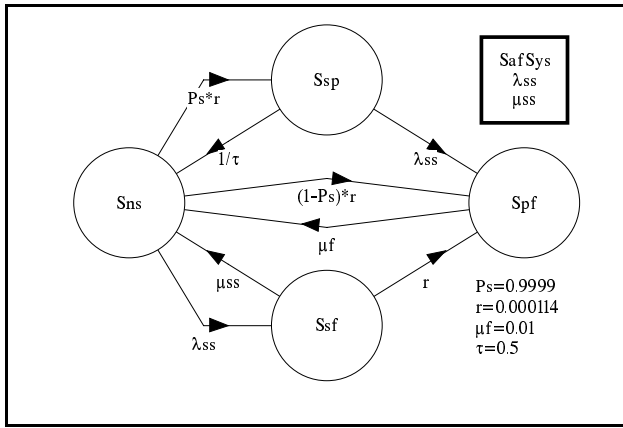 Ssp
SafSys
λss
μss
Ps*r
1/τ
λss
Sns
(1-Ps)*r
Spf
μf
μss
r
Ssf
λss
Ps=0.9999
r=0.000114
μf=0.01
τ=0.5